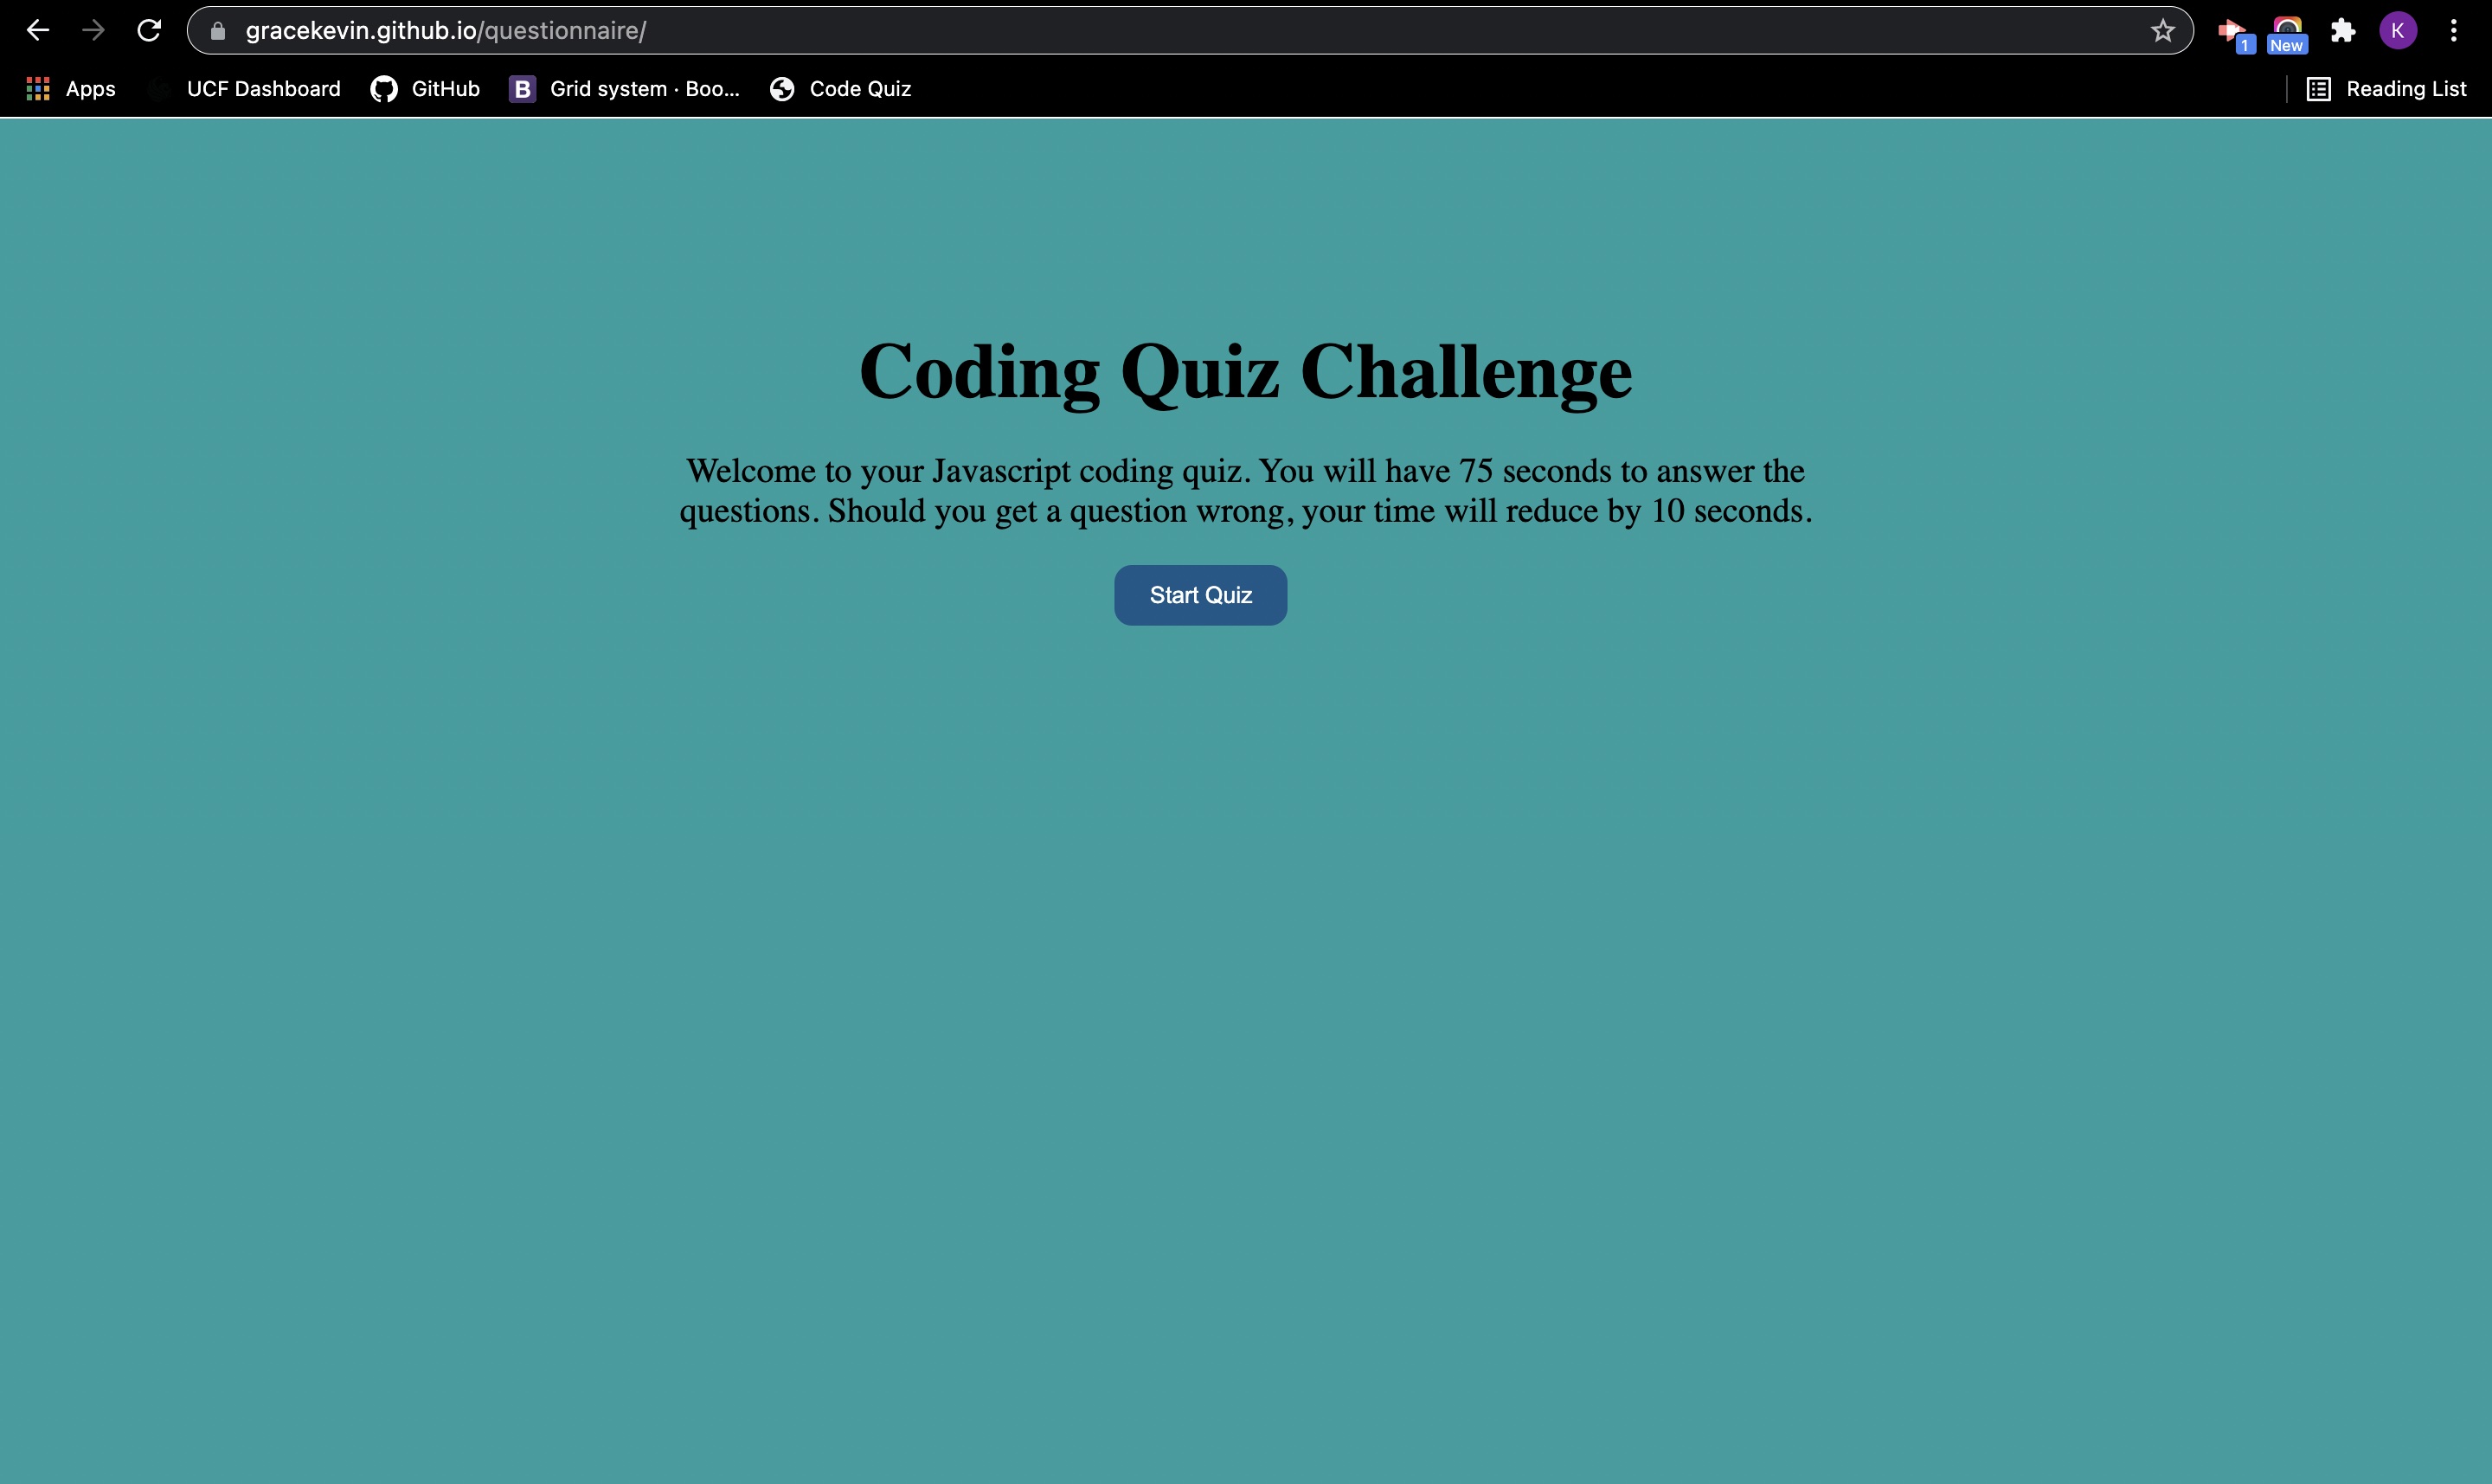 gracekevin.github.io/questionnaire/
1
New
K
Apps
UCF Dashboard
GitHub
B
Grid system · Boo...
Code Quiz
Reading List
Coding Quiz Challenge
Welcome to your Javascript coding quiz. You will have 75 seconds to answer the
questions. Should you get a question wrong, your time will reduce by 10 seconds.
Start Quiz